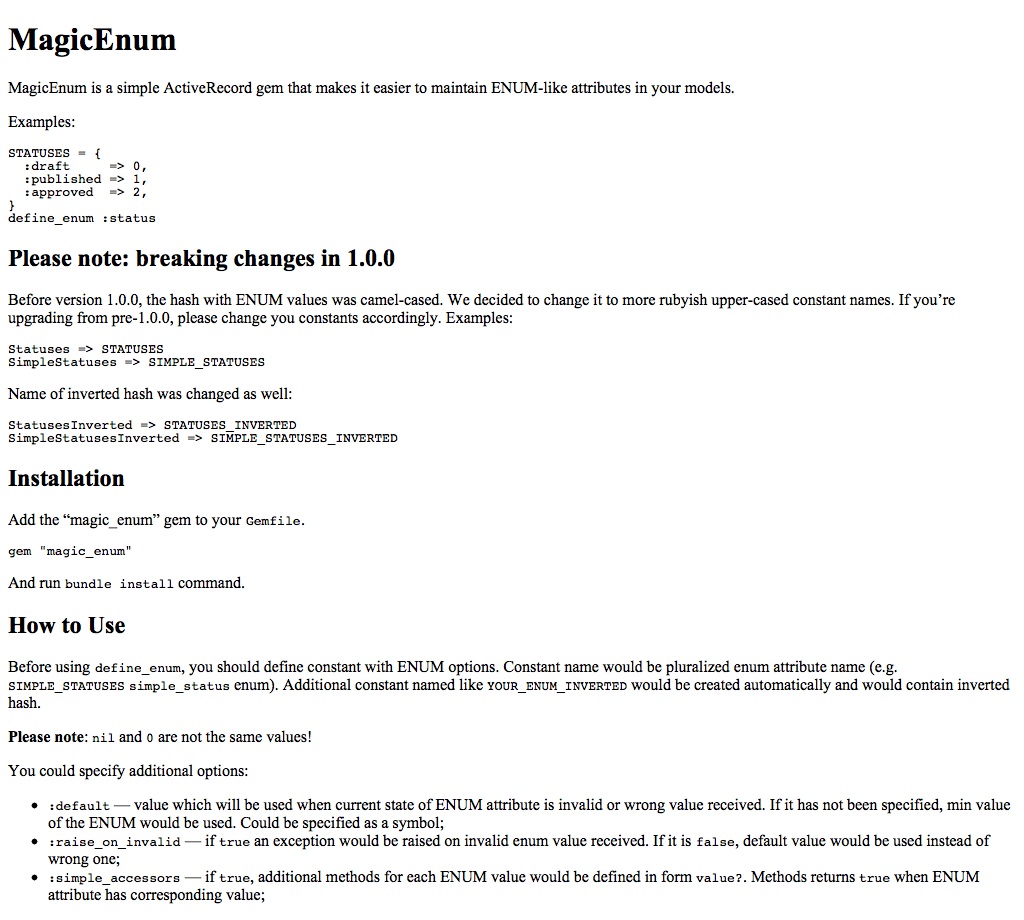 MagicEnum
MagicEnum is a simple ActiveRecord gem that makes it easier to maintain ENUM-like attributes in your models.
Examples:
STATUSES = {
  :draft     => 0,
  :published => 1,
  :approved  => 2,
}
define_enum :status
Please note: breaking changes in 1.0.0
Before version 1.0.0, the hash with ENUM values was camel-cased. We decided to change it to more rubyish upper-cased constant names. If you’re
upgrading from pre-1.0.0, please change you constants accordingly. Examples:
Statuses => STATUSES
SimpleStatuses => SIMPLE_STATUSES
Name of inverted hash was changed as well:
StatusesInverted => STATUSES_INVERTED
SimpleStatusesInverted => SIMPLE_STATUSES_INVERTED
Installation
Add the “magic_enum” gem to your Gemfile.
gem "magic_enum"
And run bundle install command.
How to Use
Before using define_enum, you should define constant with ENUM options. Constant name would be pluralized enum attribute name (e.g.
SIMPLE_STATUSES simple_status enum). Additional constant named like YOUR_ENUM_INVERTED would be created automatically and would contain inverted
hash.
Please note: nil and 0 are not the same values!
You could specify additional options:
• :default — value which will be used when current state of ENUM attribute is invalid or wrong value received. If it has not been specified, min value
of the ENUM would be used. Could be specified as a symbol;
• :raise_on_invalid — if true an exception would be raised on invalid enum value received. If it is false, default value would be used instead of
wrong one;
• :simple_accessors — if true, additional methods for each ENUM value would be defined in form value?. Methods returns true when ENUM
attribute has corresponding value;